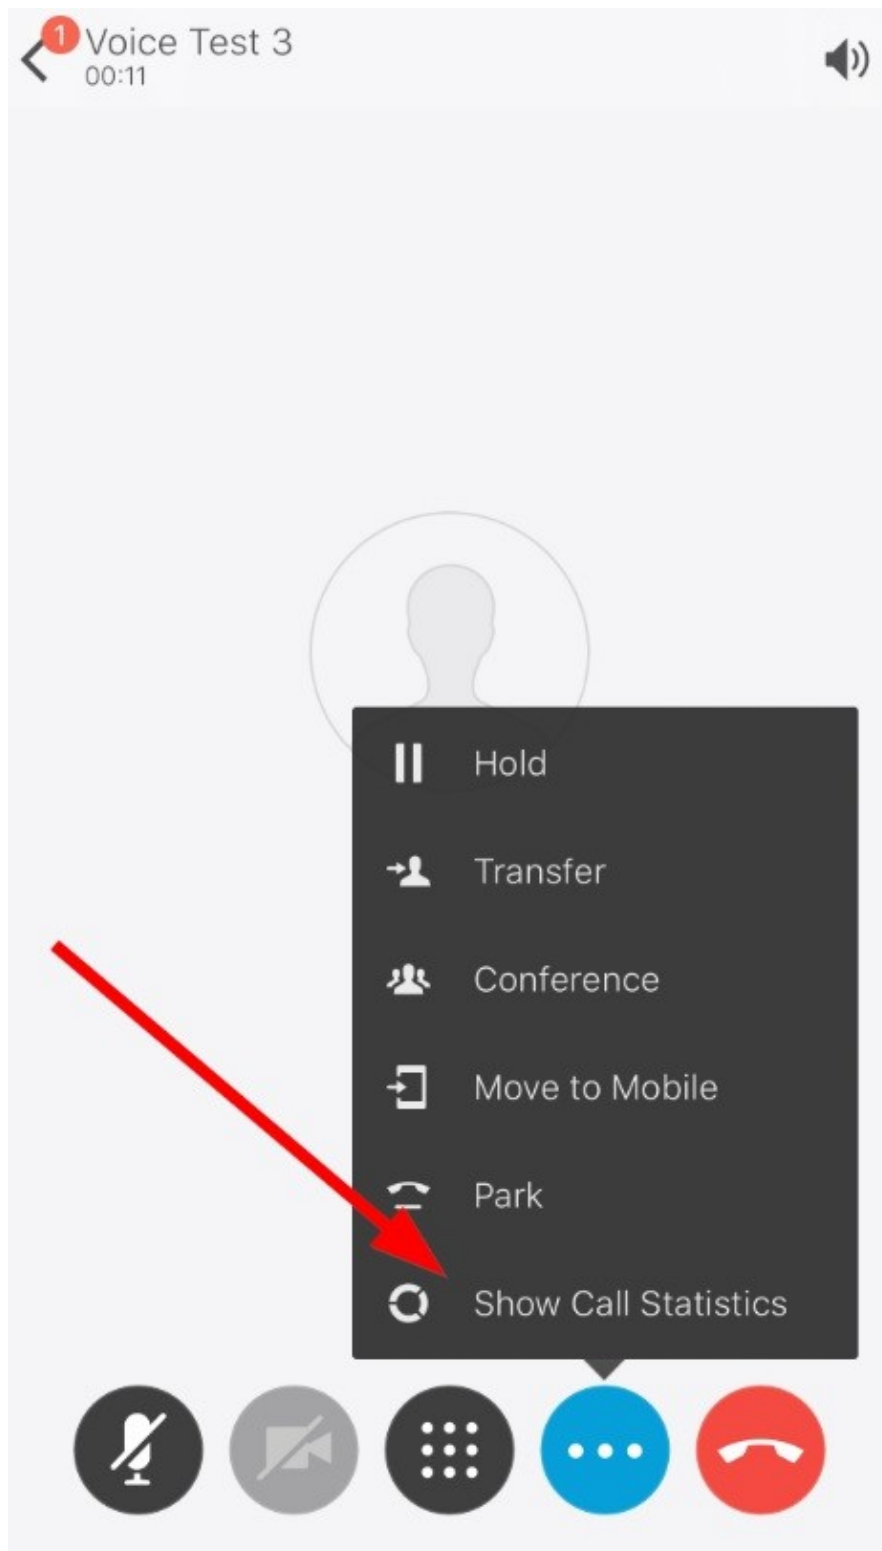 1
Voice Test 3
00:11
Hold
Transfer
Conference
Move to Mobile
Park
Show Call Statistics